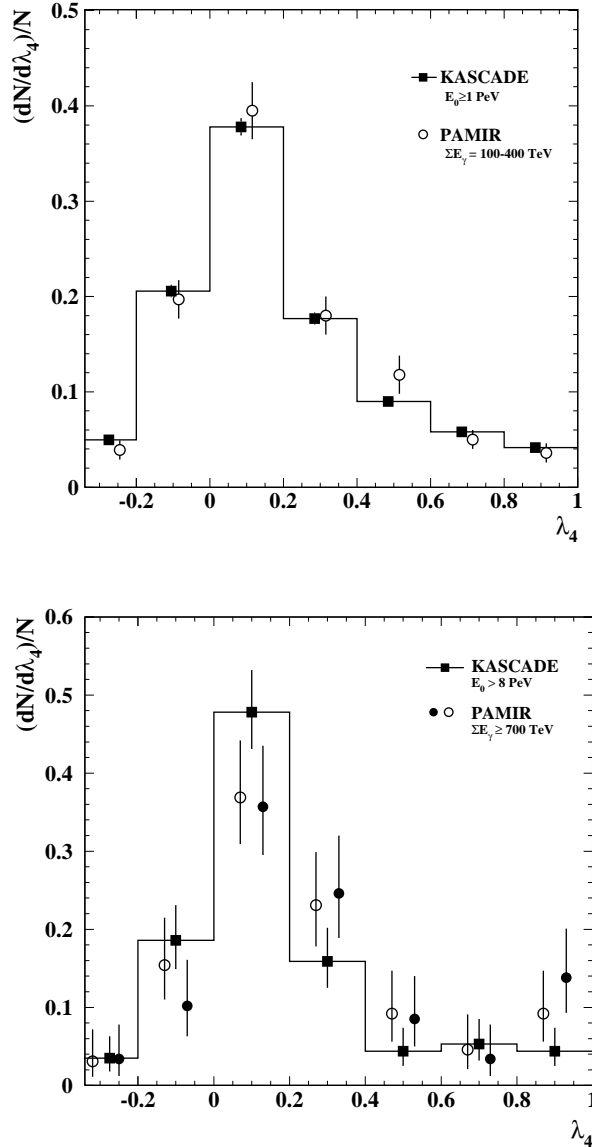 (dN/dλ₄)/N
0.5
0.4
0.3
0.2
0.1
0
■ KASCADE
E₀≥1 PeV
○ PAMIR
ΣEᵧ = 100-400 TeV
-0.2 0 0.2 0.4 0.6 0.8 1
λ₄
(dN/dλ₄)/N
0.6
0.5
0.4
0.3
0.2
0.1
0
■ KASCADE
E₀ > 8 PeV
● ○ PAMIR
ΣEᵧ ≥ 700 TeV
-0.2 0 0.2 0.4 0.6 0.8 1
λ₄